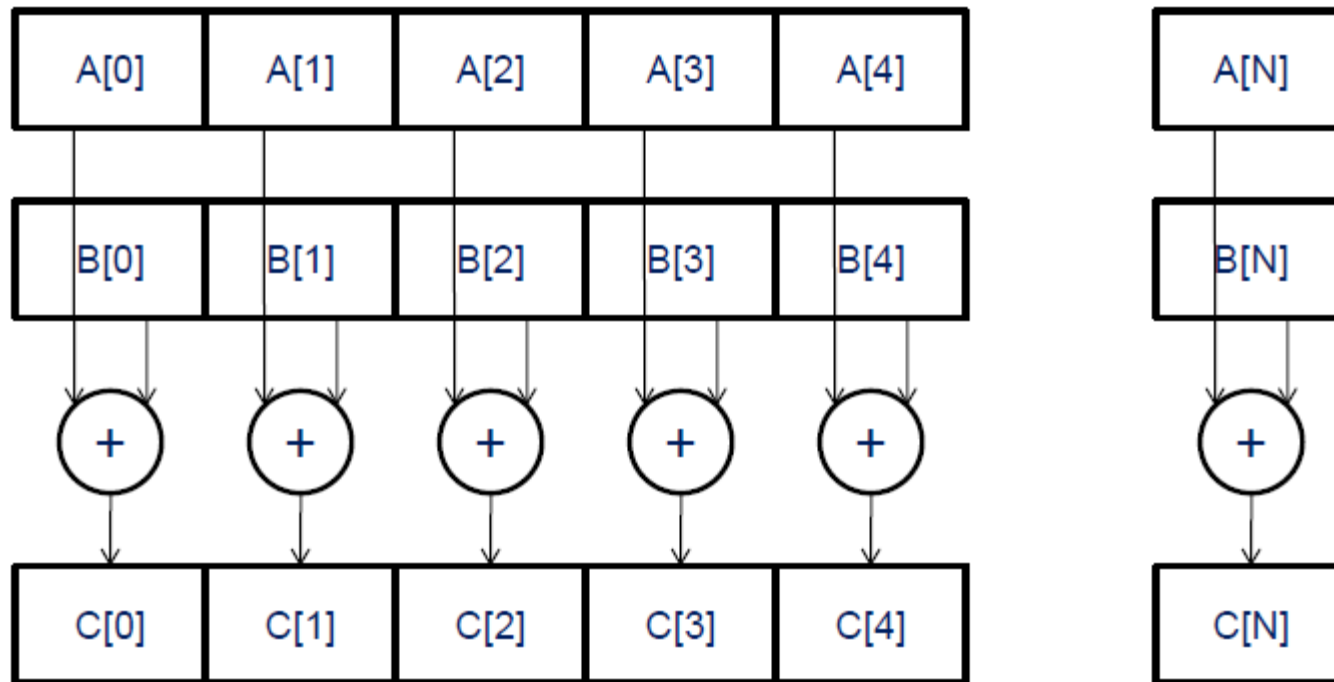 A[0] A[1] A[2] A[3] A[4] A[N]
B[0] B[1] B[2] B[3] B[4] B[N]
+ + + + + +
C[0] C[1] C[2] C[3] C[4] C[N]